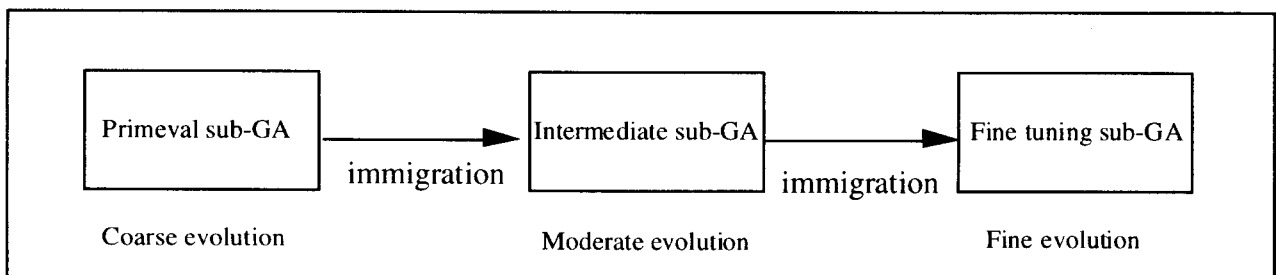 Primeval sub-GA
immigration
Intermediate sub-GA
immigration
Fine tuning sub-GA
Coarse evolution
Moderate evolution
Fine evolution